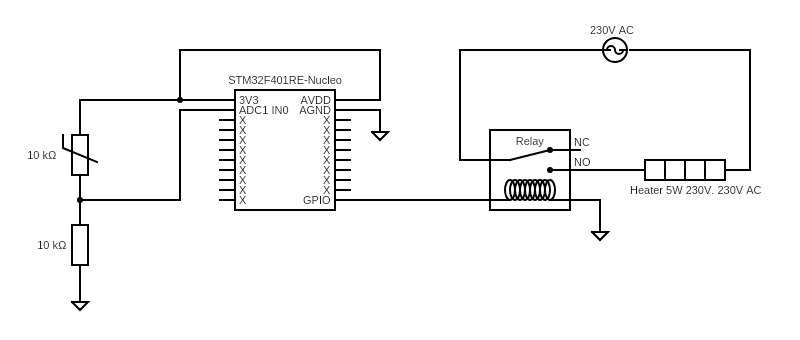 230V AC
STM32F401RE-Nucleo
3V3 AVDD
ADC1 IN0 AGND
X X
X X
X X
X X
X X
X X
X X
X X
X GPIO
10 kΩ
10 kΩ
Relay
NC
NO
Heater 5W 230V. 230V AC